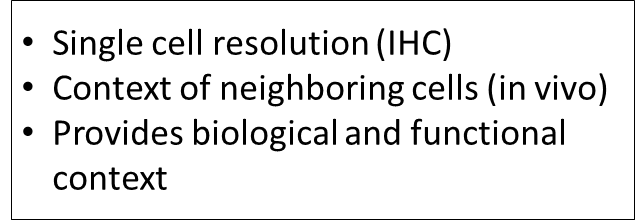 • Single cell resolution (IHC)
• Context of neighboring cells (in vivo)
• Provides biological and functional
context